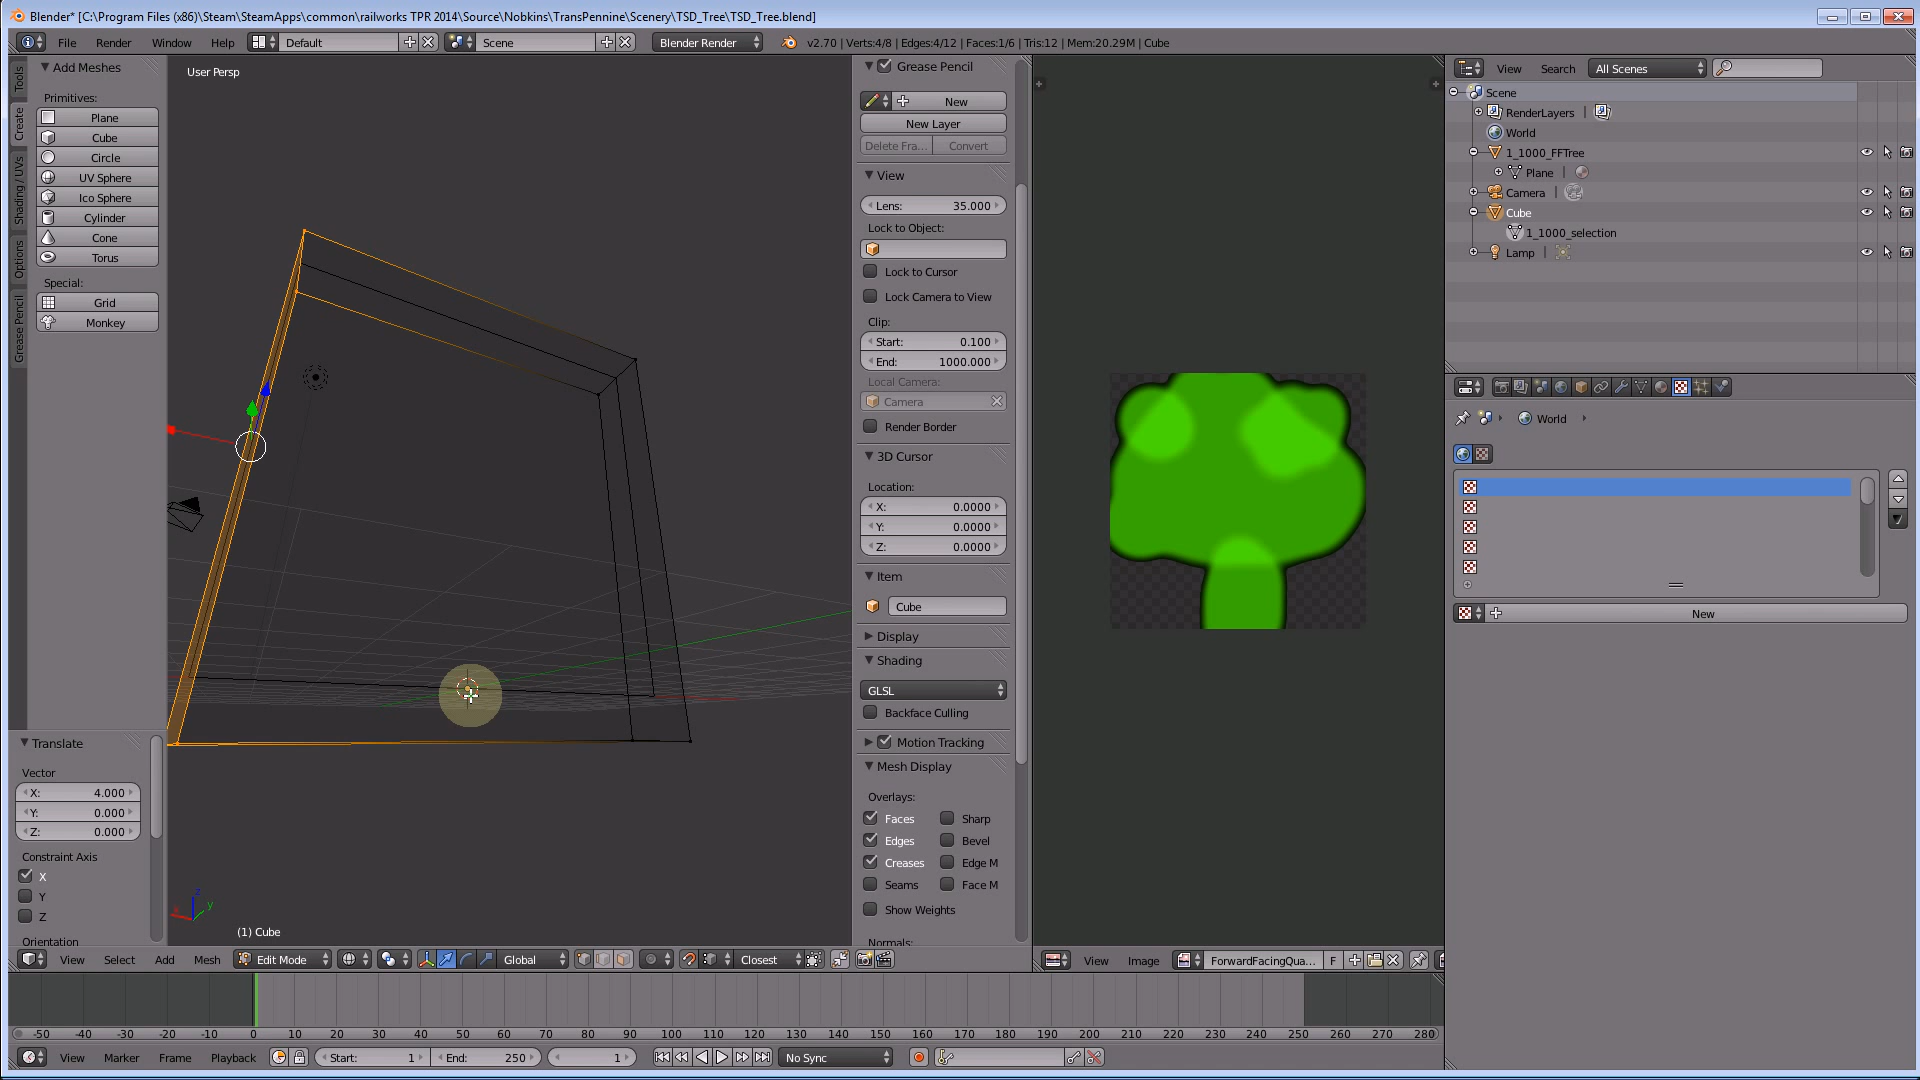 Blender* [C:\Program Files (x86)\Steam\SteamApps\common\railworks TPR 2014\Source\Nobkins\TransPennine\Scenery\TSD_Tree\TSD_Tree.blend]
File Render Window Help Default Scene Blender Render v2.70 | Verts:4/8 | Edges:4/12 | Faces:1/6 | Tris:12 | Mem:20.29M | Cube
Tools
Create
Shading / UVs
Options
Grease Pencil
Add Meshes
Primitives:
Plane
Cube
Circle
UV Sphere
Ico Sphere
Cylinder
Cone
Torus
Special:
Grid
Monkey
Translate
Vector
X: 4.000
Y: 0.000
Z: 0.000
Constraint Axis
X
Y
Z
Orientation
User Persp
z
y
x
(1) Cube
Grease Pencil
New
New Layer
Delete Fra... Convert
View
Lens: 35.000
Lock to Object:
Lock to Cursor
Lock Camera to View
Clip:
Start: 0.100
End: 1000.000
Local Camera:
Camera
Render Border
3D Cursor
Location:
X: 0.0000
Y: 0.0000
Z: 0.0000
Item
Cube
Display
Shading
GLSL
Backface Culling
Motion Tracking
Mesh Display
Overlays:
Faces Sharp
Edges Bevel
Creases Edge M
Seams Face M
Show Weights
Normals:
View Search All Scenes
Scene
RenderLayers |
World
1_1000_FFTree
Plane |
Camera |
Cube
1_1000_selection
Lamp |
World
New
View Select Add Mesh Edit Mode Global Closest
View Image ForwardFacingQua... F
-50 -40 -30 -20 -10 0 10 20 30 40 50 60 70 80 90 100 110 120 130 140 150 160 170 180 190 200 210 220 230 240 250 260 270 280
View Marker Frame Playback Start: 1 End: 250 1 No Sync